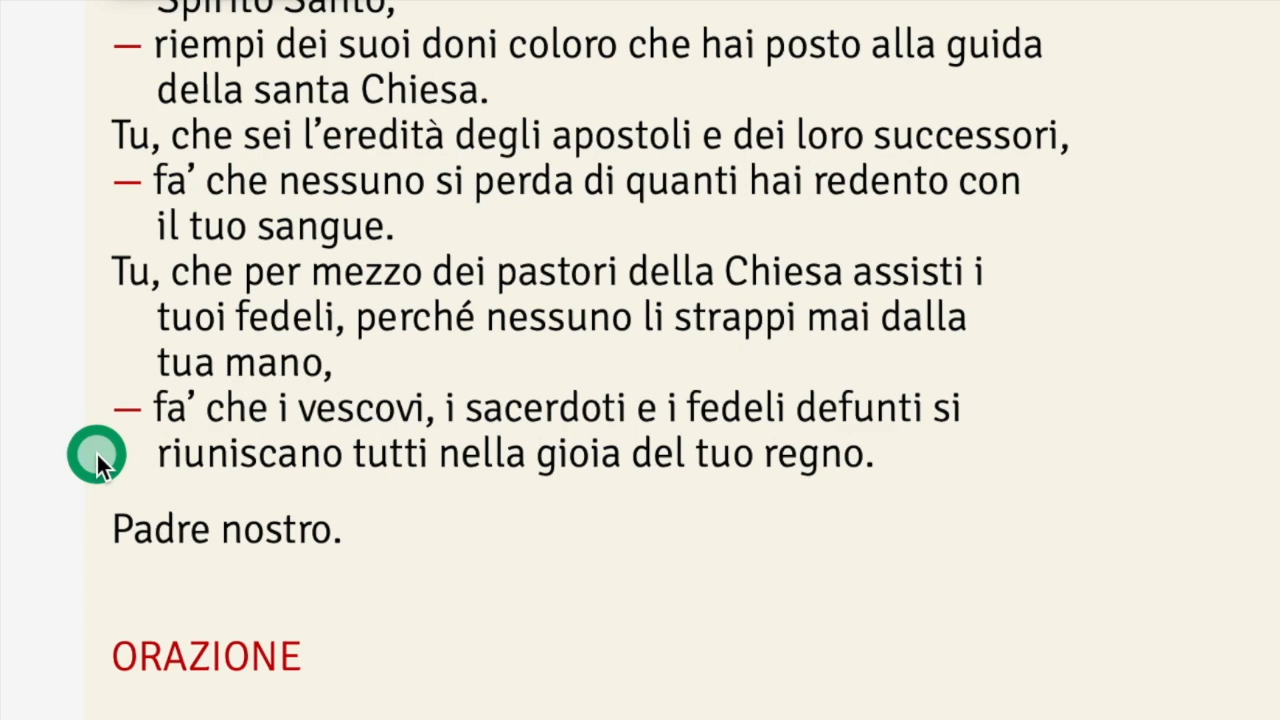 Spirito Santo,
— riempi dei suoi doni coloro che hai posto alla guida
della santa Chiesa.
Tu, che sei l’eredità degli apostoli e dei loro successori,
— fa’ che nessuno si perda di quanti hai redento con
il tuo sangue.
Tu, che per mezzo dei pastori della Chiesa assisti i
tuoi fedeli, perché nessuno li strappi mai dalla
tua mano,
— fa’ che i vescovi, i sacerdoti e i fedeli defunti si
riuniscano tutti nella gioia del tuo regno.
Padre nostro.
ORAZIONE